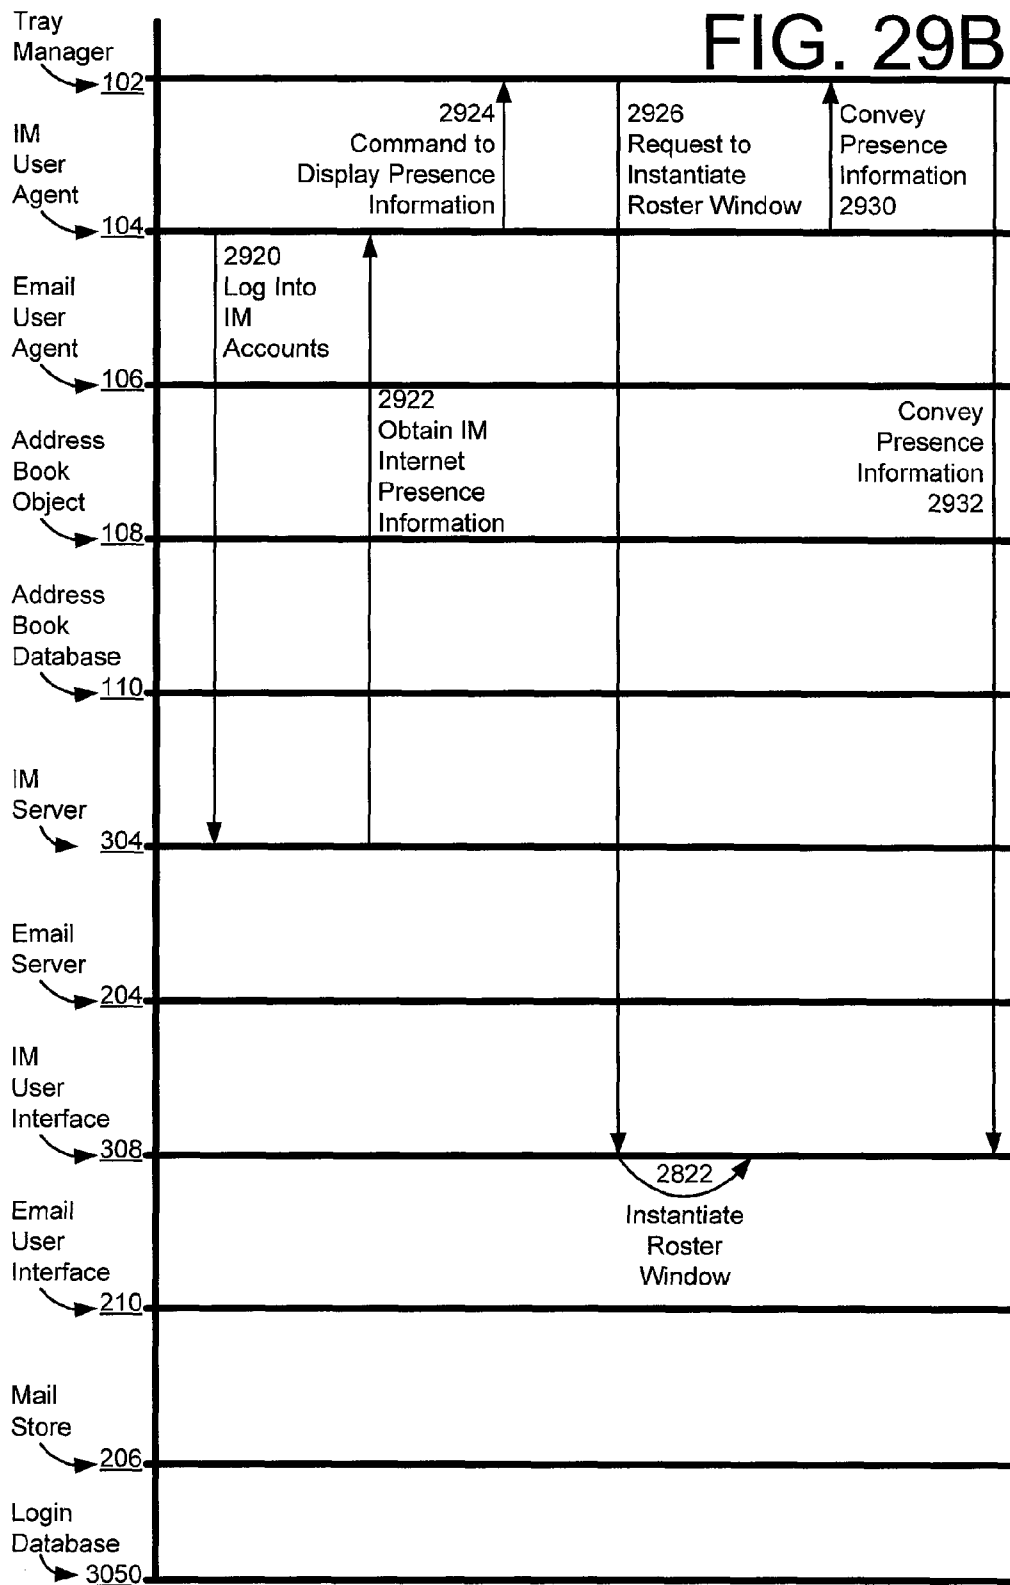 FIG. 29B
Tray
Manager
102
IM
User
Agent
104
Email
User
Agent
106
Address
Book
Object
108
Address
Book
Database
110
IM
Server
304
Email
Server
204
IM
User
Interface
308
Email
User
Interface
210
Mail
Store
206
Login
Database
3050
2920
Log Into
IM
Accounts
2922
Obtain IM
Internet
Presence
Information
2924
Command to
Display Presence
Information
2926
Request to
Instantiate
Roster Window
2822
Instantiate
Roster
Window
Convey
Presence
Information
2930
Convey
Presence
Information
2932